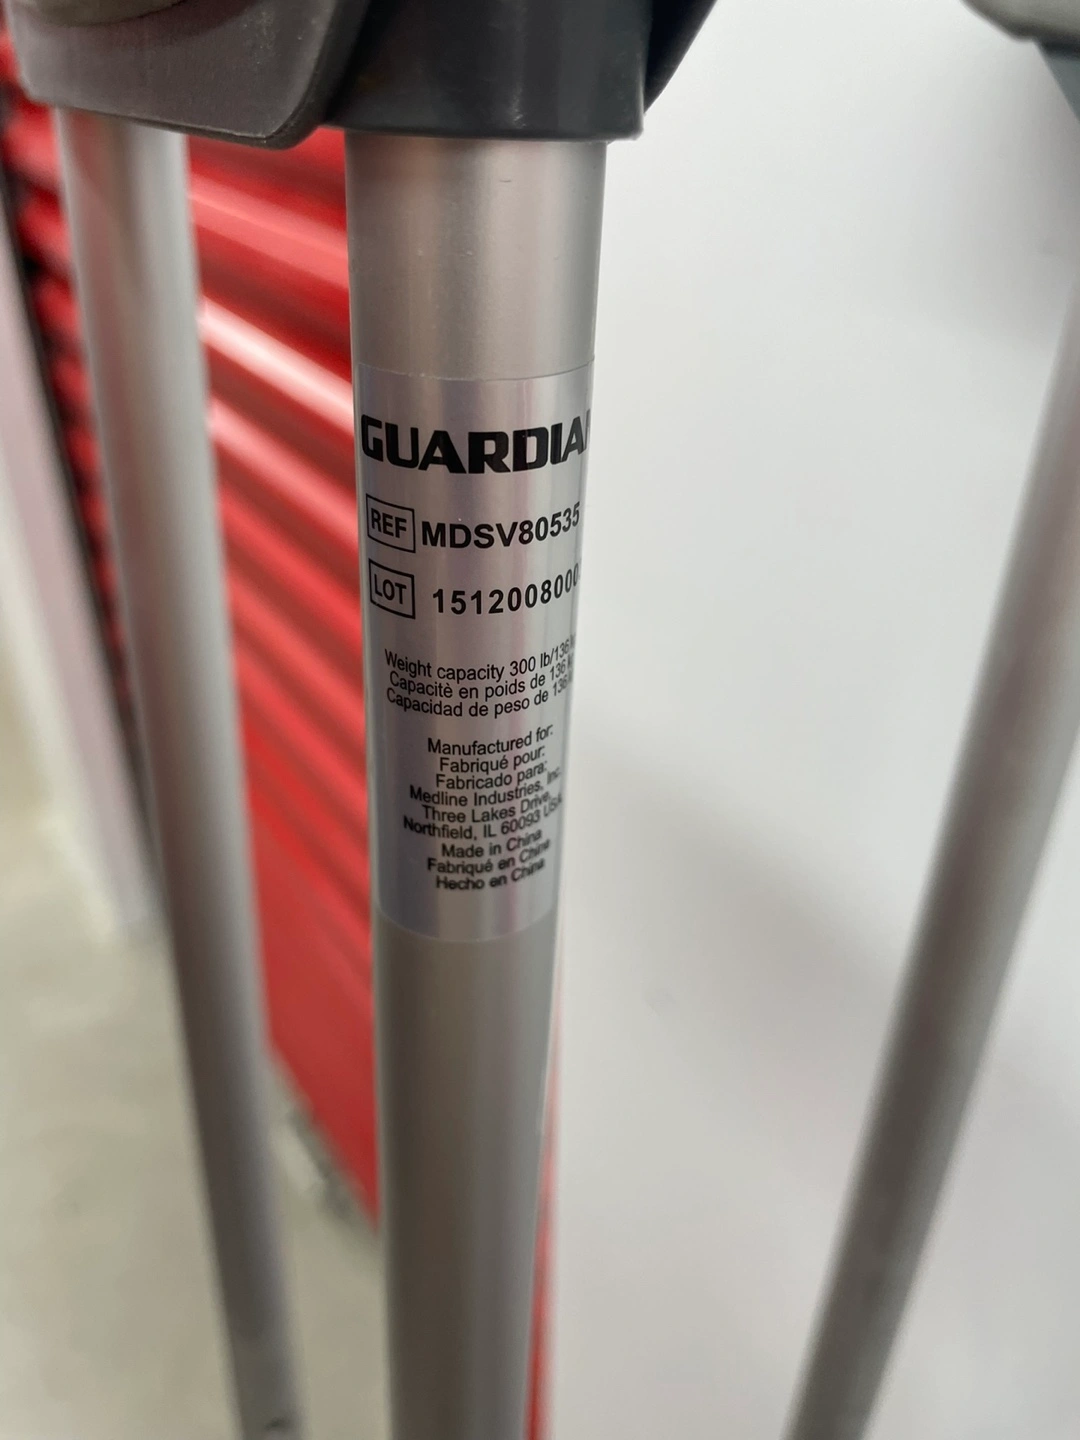 GUARDIAN
REF MDSV80535
LOT 151200800
Weight capacity 300 lb/136
Capacitè en poids de 136 k
Capacidad de peso de 136
Manufactured for:
Fabriqué pour:
Fabricado para:
Medline Industries, Inc.
Three Lakes Drive,
Northfield, IL 60093 USA
Made in China
Fabriqué en Chine
Hecho en China